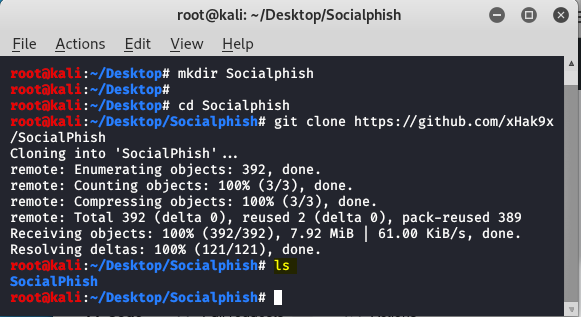 root@kali: ~/Desktop/Socialphish
File Actions Edit View Help
root@kali:~/Desktop# mkdir Socialphish
root@kali:~/Desktop#
root@kali:~/Desktop# cd Socialphish
root@kali:~/Desktop/Socialphish# git clone https://github.com/xHak9x
/SocialPhish
Cloning into 'SocialPhish'...
remote: Enumerating objects: 392, done.
remote: Counting objects: 100% (3/3), done.
remote: Compressing objects: 100% (3/3), done.
remote: Total 392 (delta 0), reused 2 (delta 0), pack-reused 389
Receiving objects: 100% (392/392), 7.92 MiB | 61.00 KiB/s, done.
Resolving deltas: 100% (121/121), done.
root@kali:~/Desktop/Socialphish# ls
SocialPhish
root@kali:~/Desktop/Socialphish#